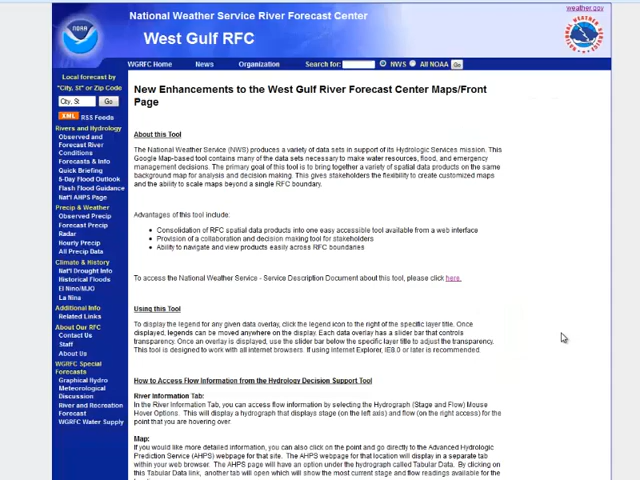 weather.gov
National Weather Service River Forecast Center
West Gulf RFC
NOAA
WGRFC Home News Organization Search for: NWS All NOAA Go
Local forecast by
"City, St" or Zip Code
City, St Go
XML RSS Feeds
Rivers and Hydrology
Observed and
Forecast River
Conditions
Forecasts & Info
Quick Briefing
5-Day Flood Outlook
Flash Flood Guidance
Nat'l AHPS Page
Precip & Weather
Observed Precip
Forecast Precip
Radar
Hourly Precip
All Precip Data
Climate & History
Nat'l Drought Info
Historical Floods
El Nino/MJO
La Nina
Additional Info
Related Links
About Our RFC
Contact Us
Staff
About Us
WGRFC Special
Forecasts
Graphical Hydro
Meteorological
Discussion
River and Recreation
Forecast
WGRFC Water Supply
New Enhancements to the West Gulf River Forecast Center Maps/Front
Page
About this Tool
The National Weather Service (NWS) produces a variety of data sets in support of its Hydrologic Services mission. This
Google Map-based tool contains many of the data sets necessary to make water resources, flood, and emergency
management decisions. The primary goal of this tool is to bring together a variety of spatial data products on the same
background map for analysis and decision making. This gives stakeholders the flexibility to create customized maps
and the ability to scale maps beyond a single RFC boundary.
Advantages of this tool include:
• Consolidation of RFC spatial data products into one easy accessible tool available from a web interface
• Provision of a collaboration and decision making tool for stakeholders
• Ability to navigate and view products easily across RFC boundaries
To access the National Weather Service - Service Description Document about this tool, please click here.
Using this Tool
To display the legend for any given data overlay, click the legend icon to the right of the specific layer title. Once
displayed, legends can be moved anywhere on the display. Each data overlay has a slider bar that controls
transparency. Once an overlay is displayed, use the slider bar below the specific layer title to adjust the transparency.
This tool is designed to work with all internet browsers. If using Internet Explorer, IE8.0 or later is recommended.
How to Access Flow Information from the Hydrology Decision Support Tool
River Information Tab:
In the River Information Tab, you can access flow information by selecting the Hydrograph (Stage and Flow) Mouse
Hover Options. This will display a hydrograph that displays stage (on the left axis) and flow (on the right access) for the
point that you are hovering over.
Map:
If you would like more detailed information, you can also click on the point and go directly to the Advanced Hydrologic
Prediction Service (AHPS) webpage for that site. The AHPS webpage for that location will display in a separate tab
within your web browser. The AHPS page will have an option under the hydrograph called Tabular Data. By clicking on
this Tabular Data link, another tab will open which will show the most current stage and flow readings available for the